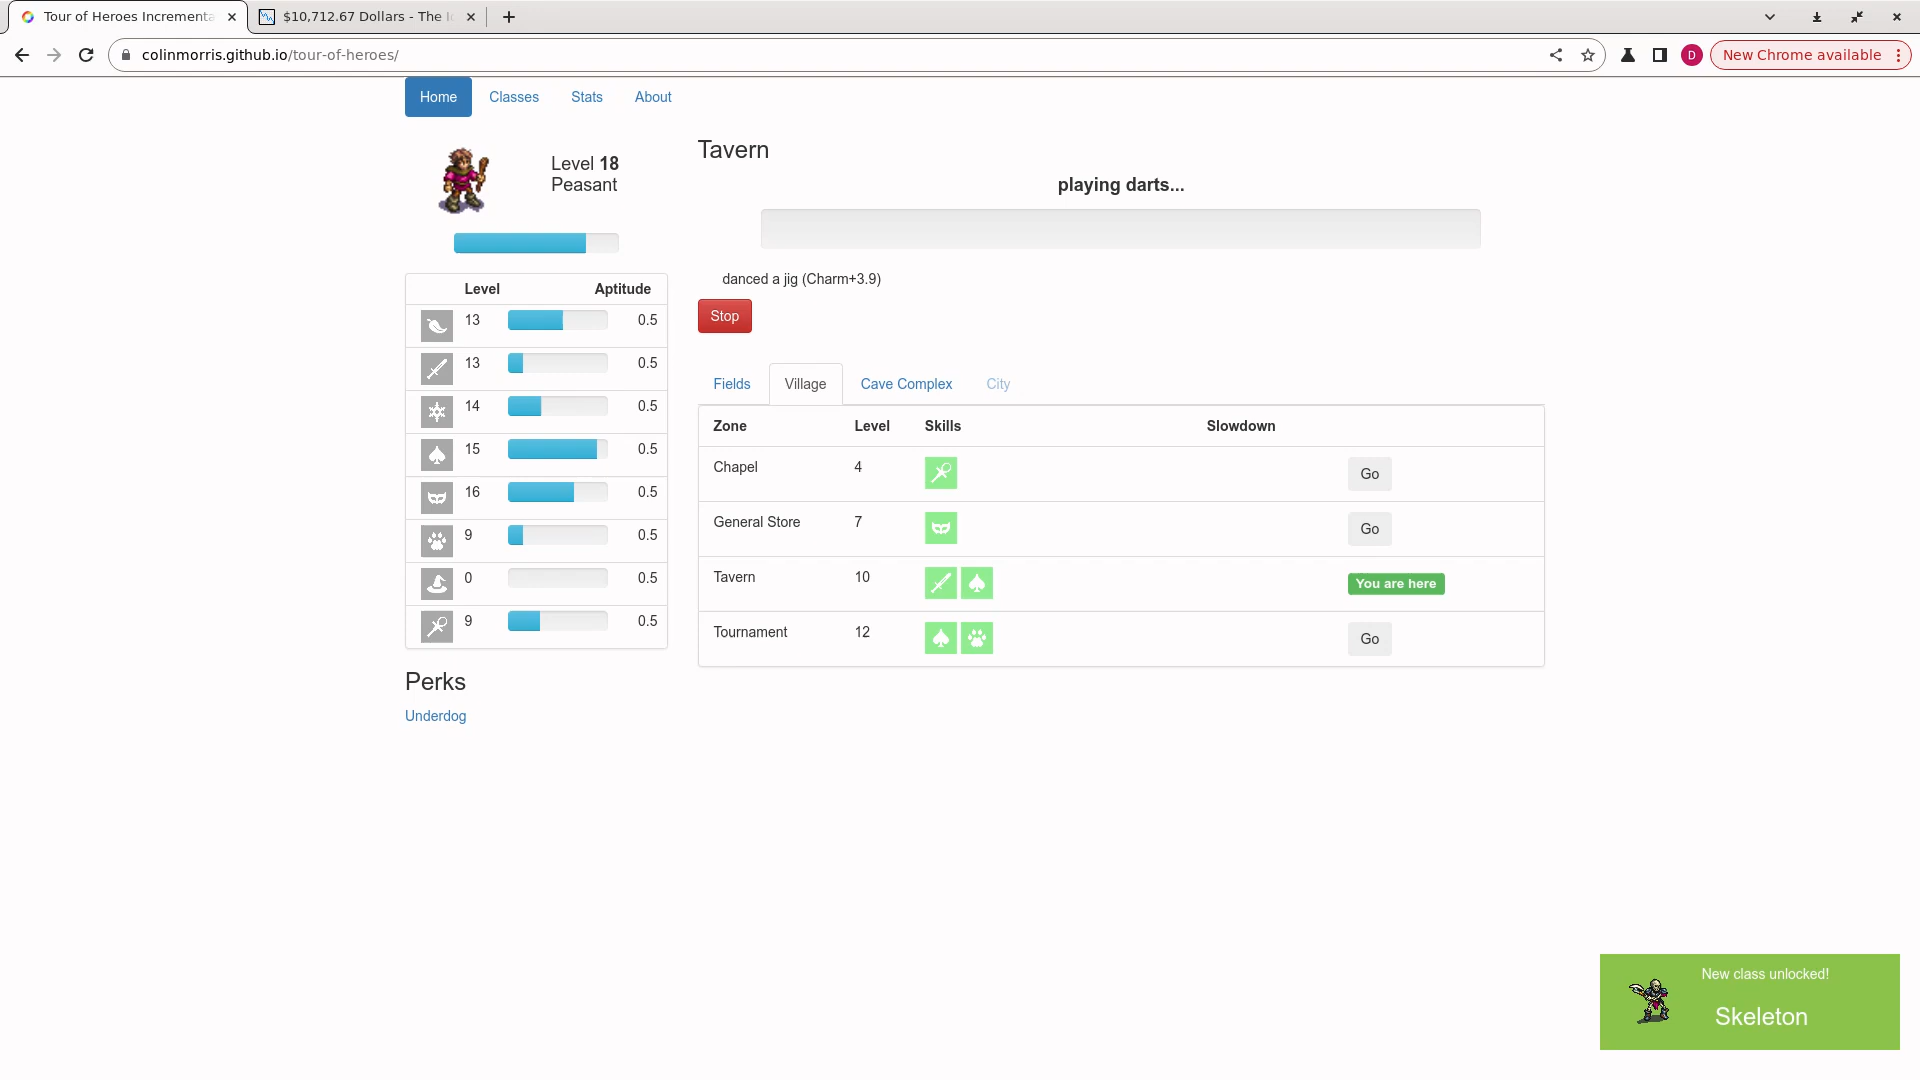 Tour of Heroes Incrementa
$10,712.67 Dollars - The I
colinmorris.github.io/tour-of-heroes/
D
New Chrome available
Home
Classes
Stats
About
Level 18
Peasant
Level
Aptitude
13
0.5
13
0.5
14
0.5
15
0.5
16
0.5
9
0.5
0
0.5
9
0.5
Perks
Underdog
Tavern
playing darts...
danced a jig (Charm+3.9)
Stop
Fields
Village
Cave Complex
City
Zone
Level
Skills
Slowdown
Chapel
4
Go
General Store
7
Go
Tavern
10
You are here
Tournament
12
Go
New class unlocked!
Skeleton